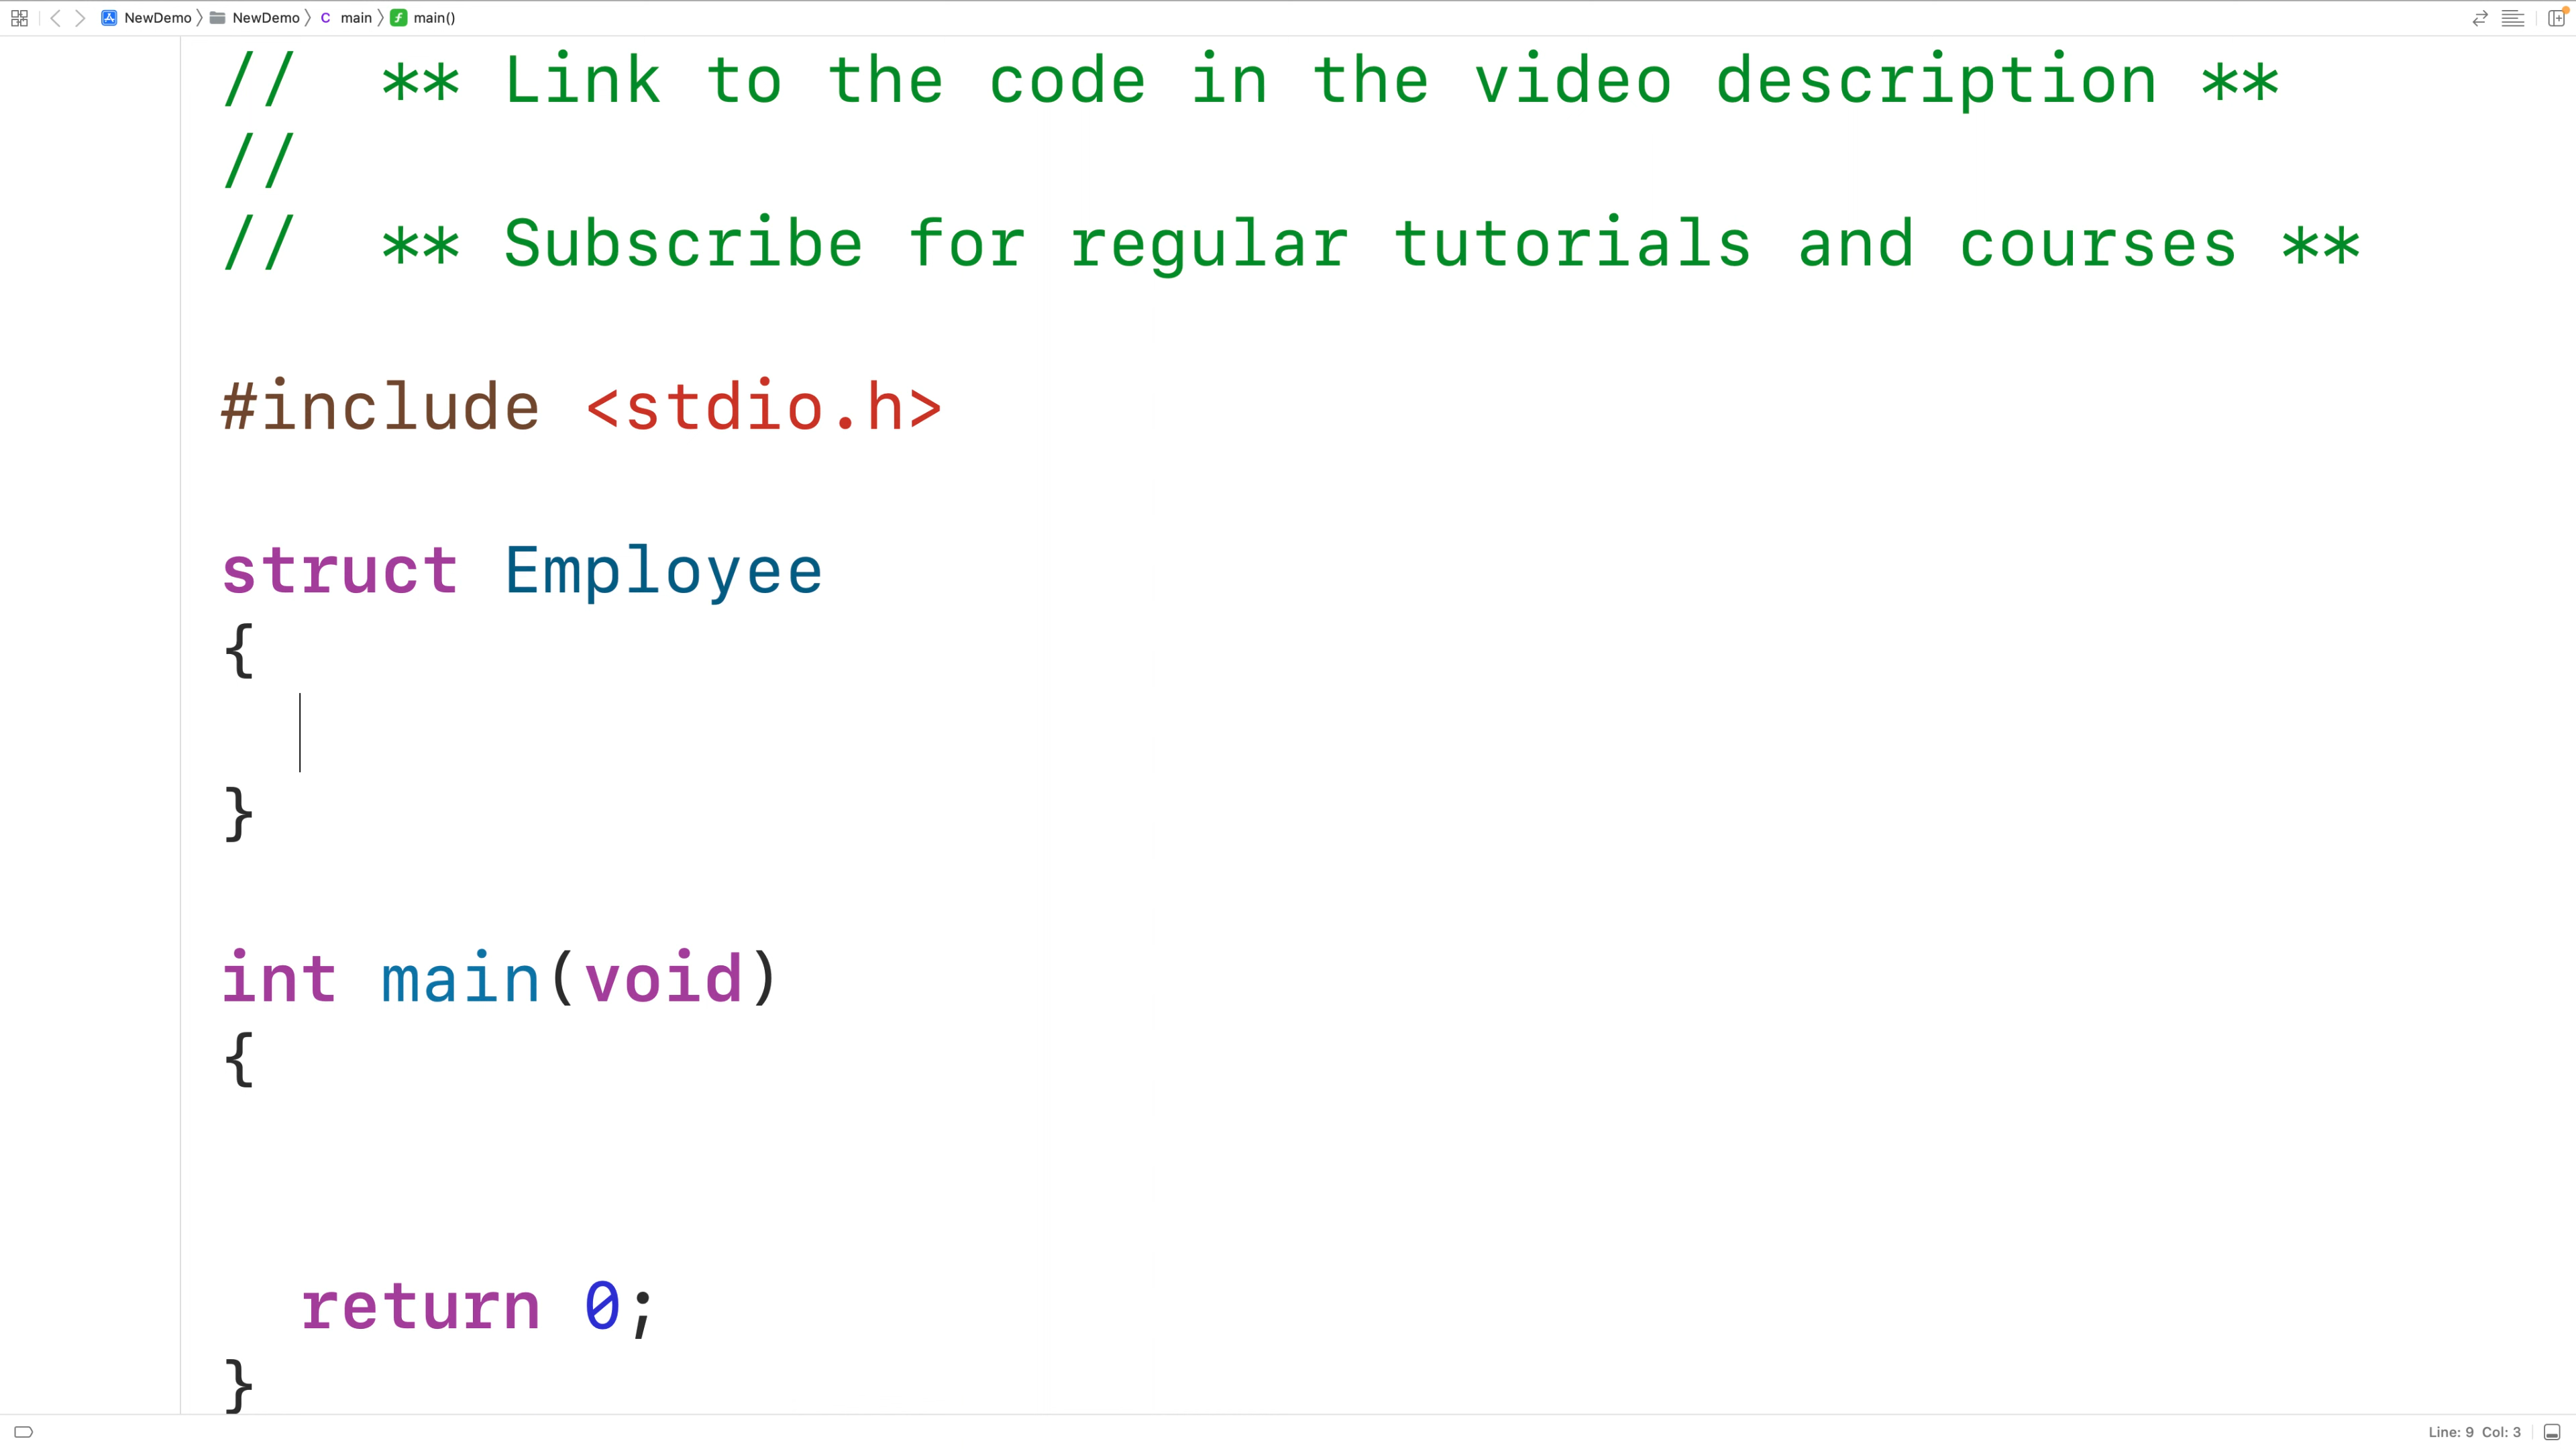 NewDemo NewDemo C main f main()
//  ** Link to the code in the video description **
//
//  ** Subscribe for regular tutorials and courses **
#include <stdio.h>
struct Employee
{
}
int main(void)
{
  return 0;
}
Line: 9 Col: 3